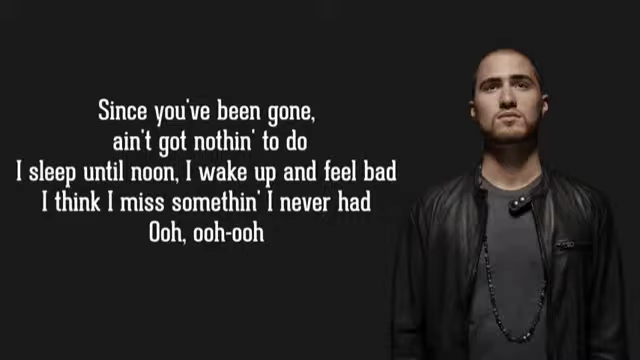 Since you've been gone,
ain't got nothin' to do
I sleep until noon, I wake up and feel bad
I think I miss somethin' I never had
Ooh, ooh-ooh